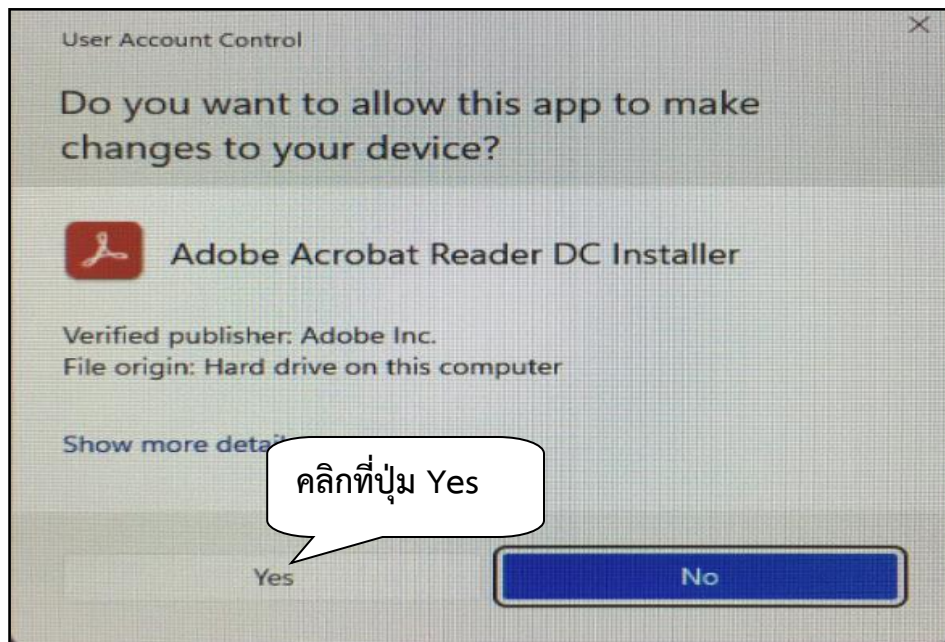 User Account Control
Do you want to allow this app to make
changes to your device?
Adobe Acrobat Reader DC Installer
Verified publisher: Adobe Inc.
File origin: Hard drive on this computer
Show more
คลิกที่ปุ่ม Yes
Yes
No